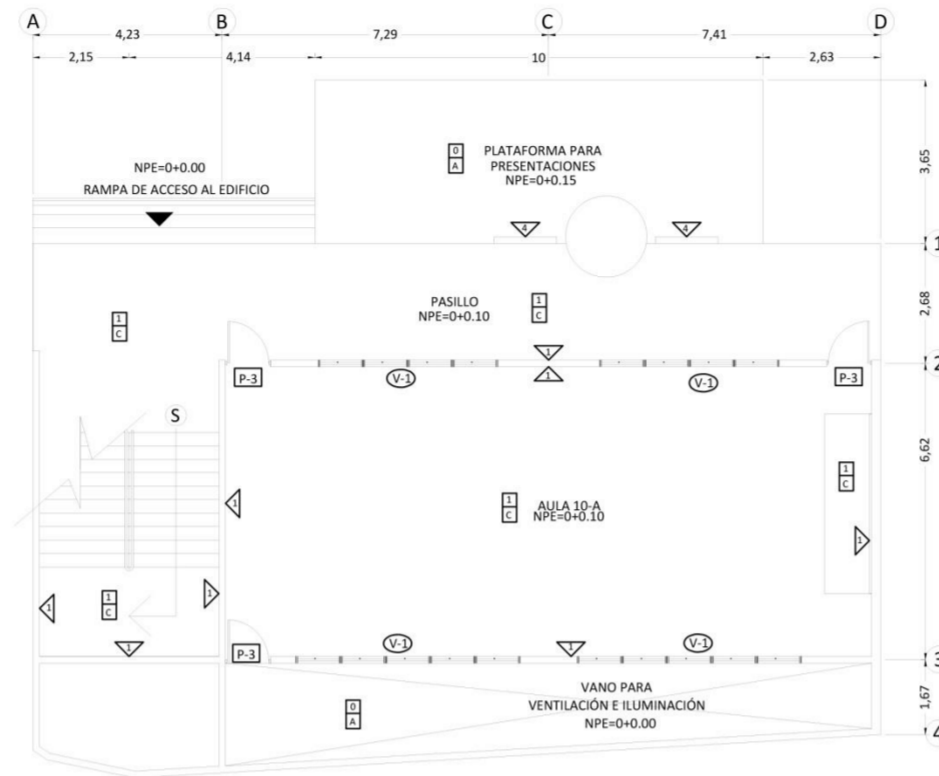 A B C D
4,23 7,29 7,41
2,15 4,14 10 2,63
3,65
NPE=0+0.00
RAMPA DE ACCESO AL EDIFICIO
0
A
PLATAFORMA PARA
PRESENTACIONES
NPE=0+0.15
4 4
1
2,68
1
C
PASILLO
NPE=0+0.10
1
C
1
1
2
P-3 V-1 V-1 P-3
S
6,62
1
C
1
1
C
AULA 10-A
NPE=0+0.10
1
1
1
C
1
1
P-3 V-1 1 V-1
3
0
A
VANO PARA
VENTILACIÓN E ILUMINACIÓN
NPE=0+0.00
1,67
4